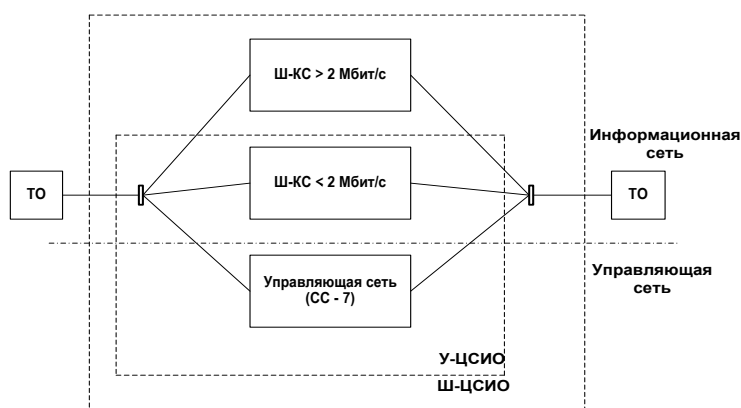 Ш-КС > 2 Мбит/с
Информационная
сеть
ТО
Ш-КС < 2 Мбит/с
ТО
Управляющая сеть
(СС - 7)
Управляющая
сеть
У-ЦСИО
Ш-ЦСИО